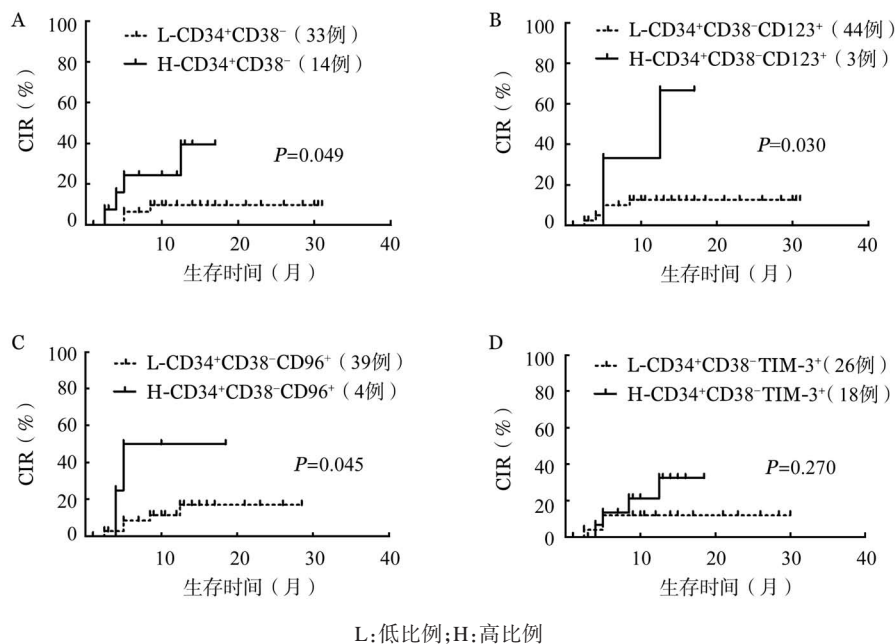 A
L-CD34⁺CD38⁻（33例）
H-CD34⁺CD38⁻（14例）
P=0.049
CIR（%）
100
80
60
40
20
0
10
20
30
40
生存时间（月）
B
L-CD34⁺CD38⁻CD123⁺（44例）
H-CD34⁺CD38⁻CD123⁺（3例）
P=0.030
CIR（%）
100
80
60
40
20
0
10
20
30
40
生存时间（月）
C
L-CD34⁺CD38⁻CD96⁺（39例）
H-CD34⁺CD38⁻CD96⁺（4例）
P=0.045
CIR（%）
100
80
60
40
20
0
10
20
30
40
生存时间（月）
D
L-CD34⁺CD38⁻TIM-3⁺（26例）
H-CD34⁺CD38⁻TIM-3⁺（18例）
P=0.270
CIR（%）
100
80
60
40
20
0
10
20
30
40
生存时间（月）
L:低比例;H:高比例